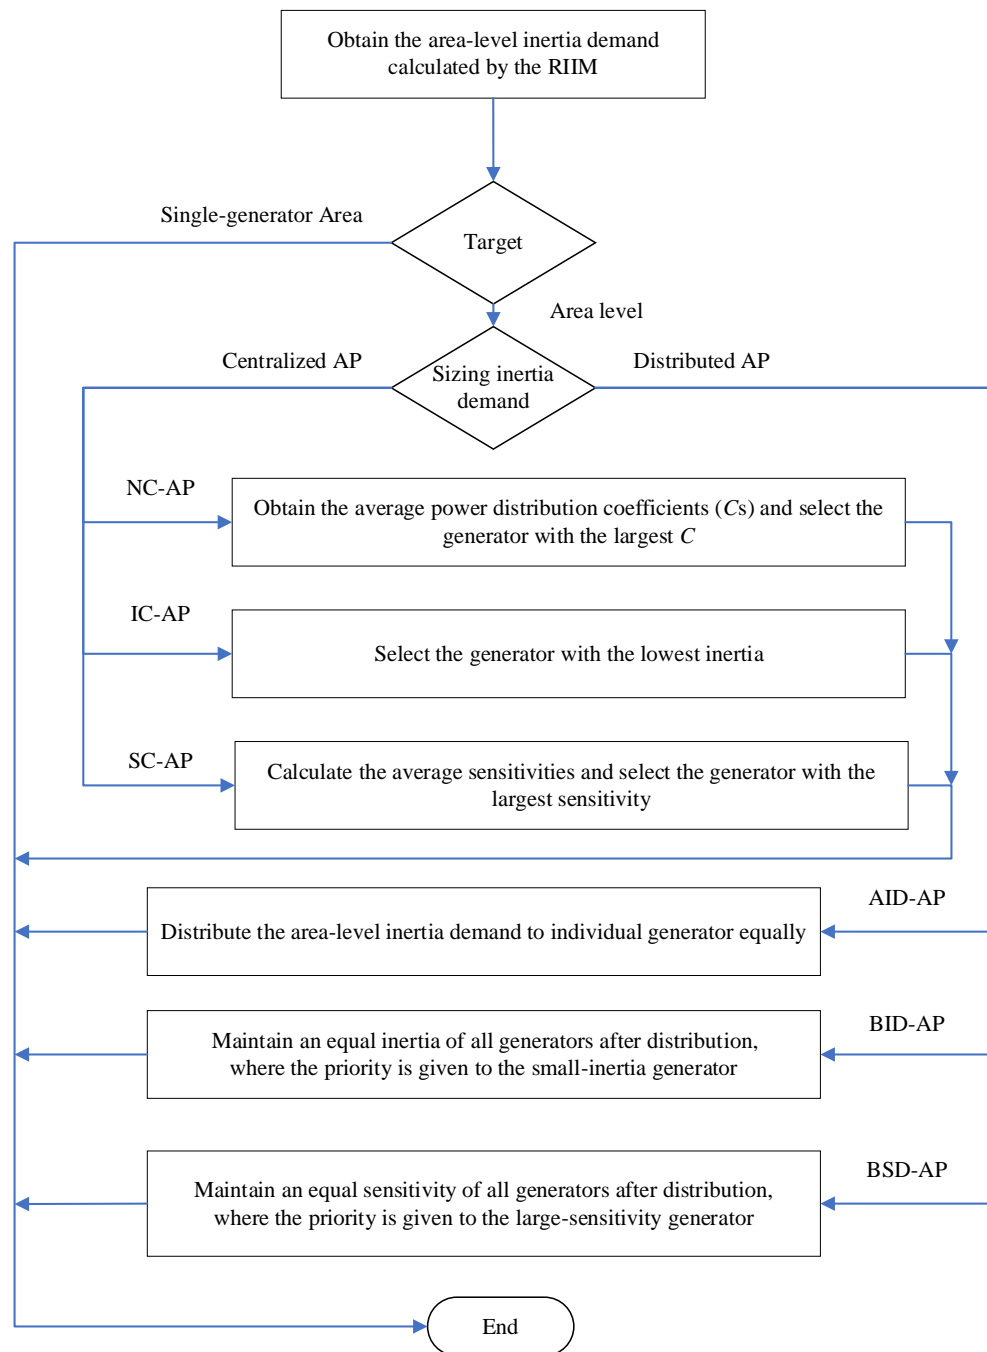 Obtain the area-level inertia demand
calculated by the RIIM
Single-generator Area
Target
Area level
Centralized AP
Sizing inertia
demand
Distributed AP
NC-AP
Obtain the average power distribution coefficients (Cs) and select the
generator with the largest C
IC-AP
Select the generator with the lowest inertia
SC-AP
Calculate the average sensitivities and select the generator with the
largest sensitivity
AID-AP
Distribute the area-level inertia demand to individual generator equally
BID-AP
Maintain an equal inertia of all generators after distribution,
where the priority is given to the small-inertia generator
BSD-AP
Maintain an equal sensitivity of all generators after distribution,
where the priority is given to the large-sensitivity generator
End